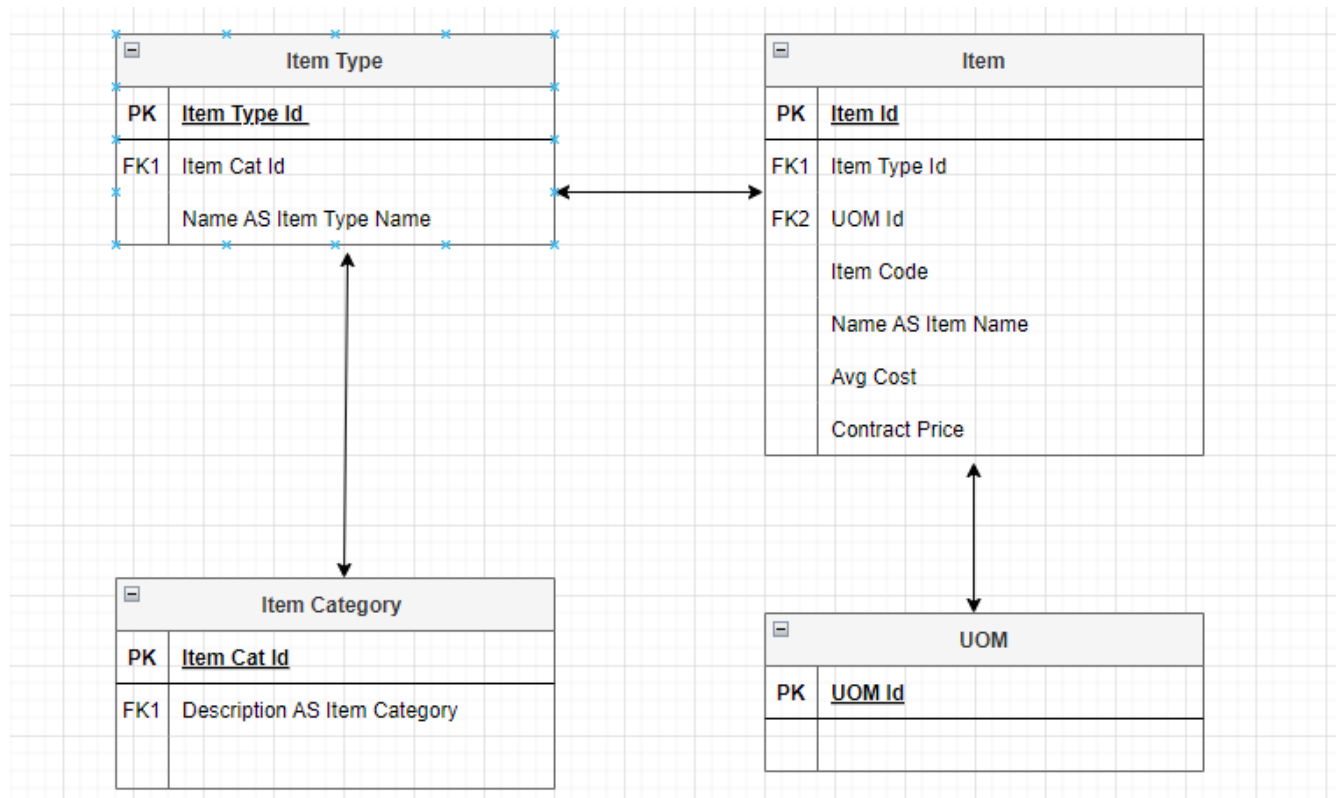 Item Type
PK Item Type Id
FK1 Item Cat Id
Name AS Item Type Name
Item
PK Item Id
FK1 Item Type Id
FK2 UOM Id
Item Code
Name AS Item Name
Avg Cost
Contract Price
Item Category
PK Item Cat Id
FK1 Description AS Item Category
UOM
PK UOM Id